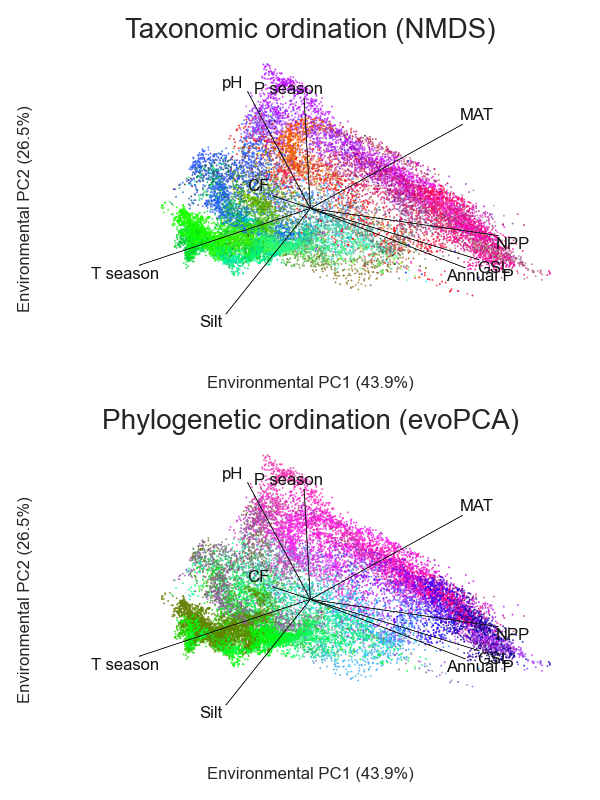 Taxonomic ordination (NMDS)
pH
P season
MAT
CF
NPP
GSL
Annual P
T season
Silt
Environmental PC2 (26.5%)
Environmental PC1 (43.9%)
Phylogenetic ordination (evoPCA)
pH
P season
MAT
CF
NPP
GSL
Annual P
T season
Silt
Environmental PC2 (26.5%)
Environmental PC1 (43.9%)